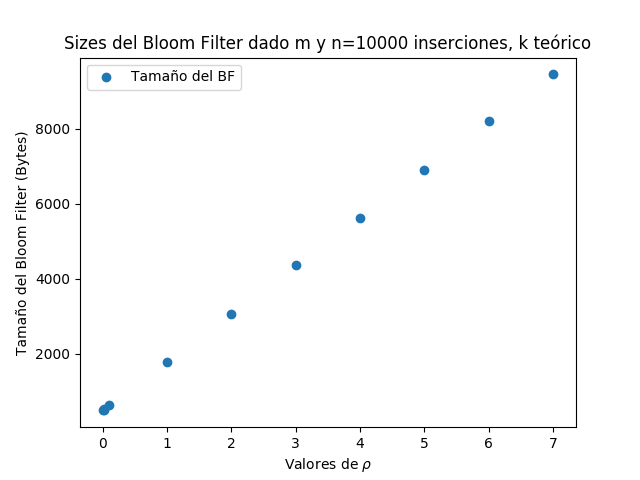 Sizes del Bloom Filter dado m y n=10000 inserciones, k teórico
Tamaño del BF
Tamaño del Bloom Filter (Bytes)
8000
6000
4000
2000
0 1 2 3 4 5 6 7
Valores de ρ